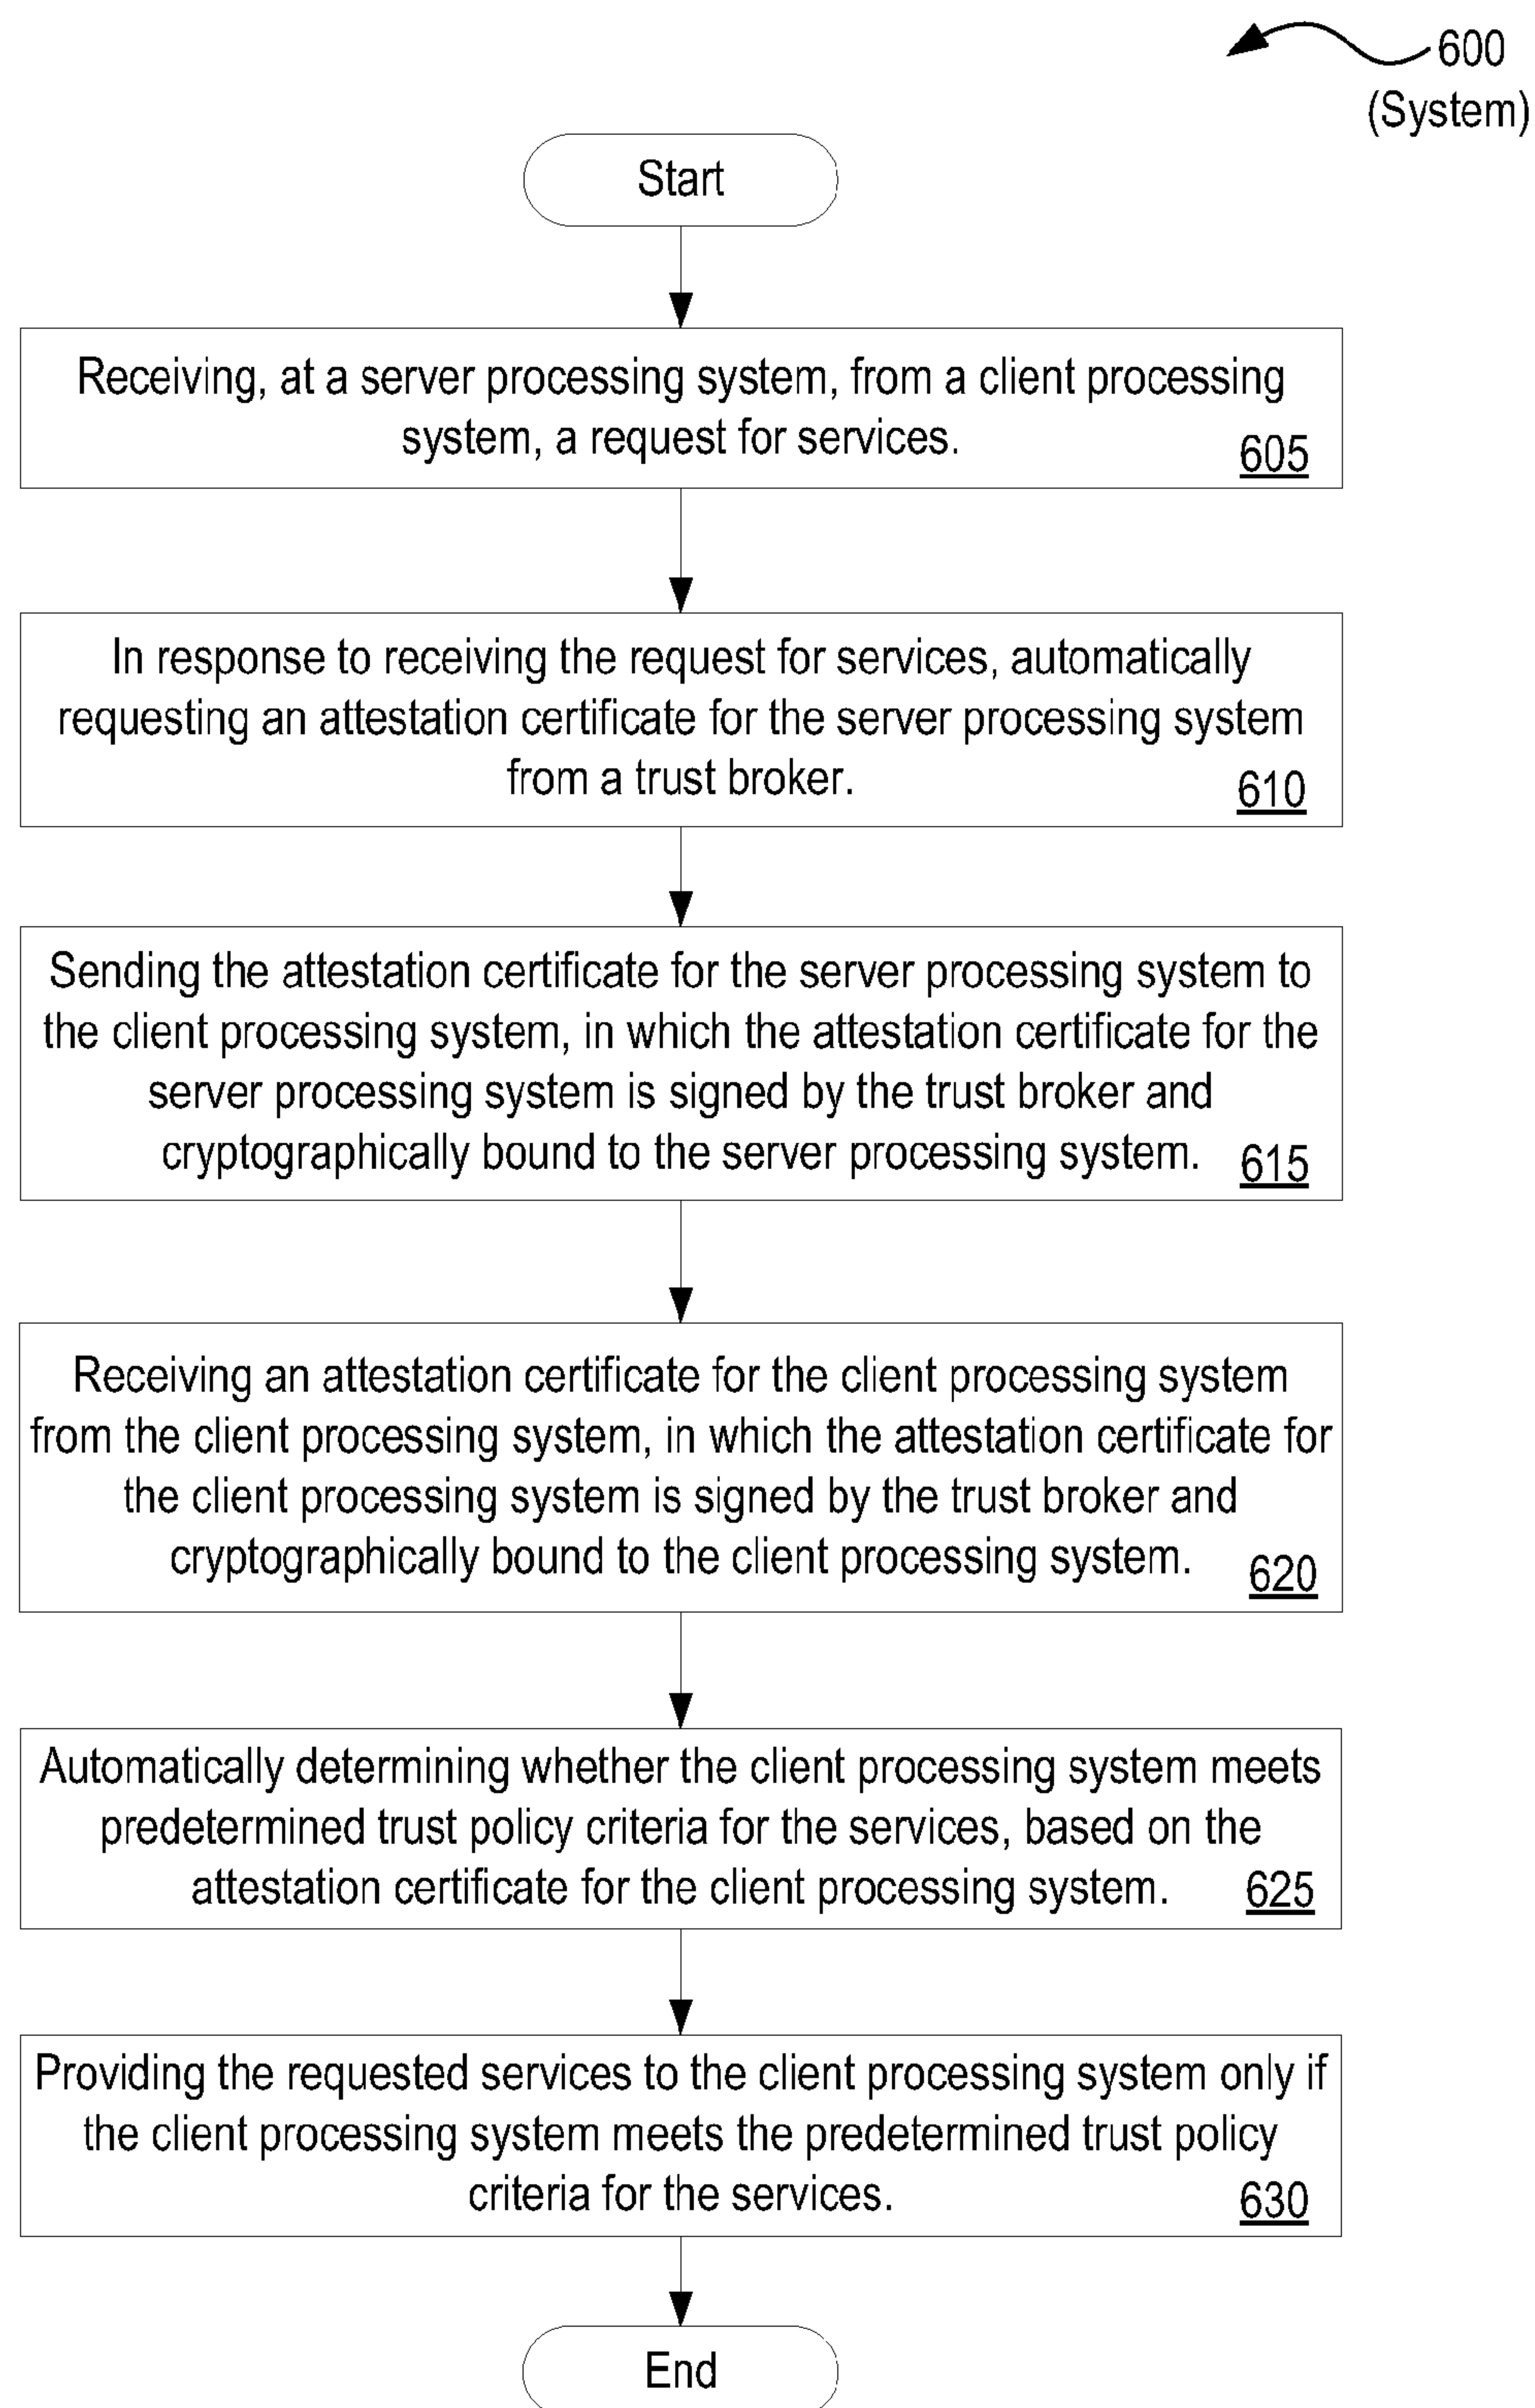 600
(System)
Start
Receiving, at a server processing system, from a client processing
system, a request for services.
605
In response to receiving the request for services, automatically
requesting an attestation certificate for the server processing system
from a trust broker.
610
Sending the attestation certificate for the server processing system to
the client processing system, in which the attestation certificate for the
server processing system is signed by the trust broker and
cryptographically bound to the server processing system.
615
Receiving an attestation certificate for the client processing system
from the client processing system, in which the attestation certificate for
the client processing system is signed by the trust broker and
cryptographically bound to the client processing system.
620
Automatically determining whether the client processing system meets
predetermined trust policy criteria for the services, based on the
attestation certificate for the client processing system.
625
Providing the requested services to the client processing system only if
the client processing system meets the predetermined trust policy
criteria for the services.
630
End